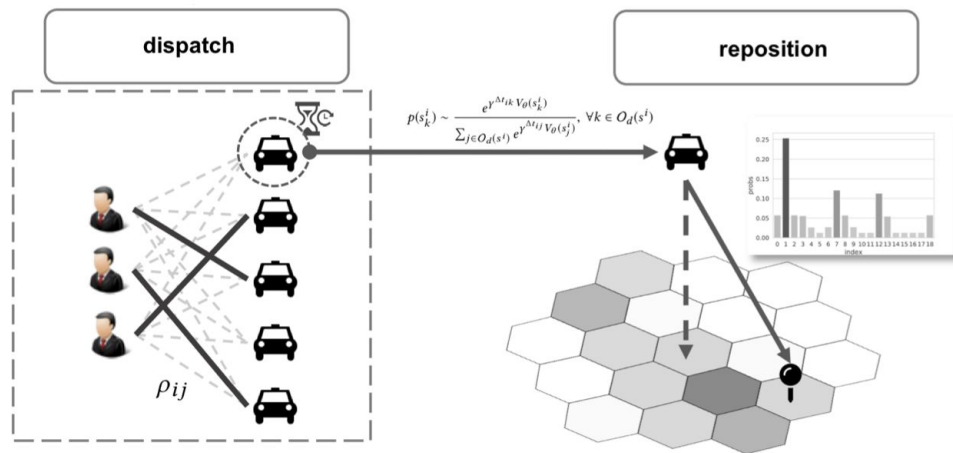 dispatch
reposition
p(s_k^i) ~ e^{γ^{Δt_{ik}} V_θ(s_k^i)} / ∑_{j∈O_d(s^i)} e^{γ^{Δt_{ij}} V_θ(s_j^i)}, ∀k ∈ O_d(s^i)
ρ_{ij}
probs
0.25
0.20
0.15
0.10
0.05
0.00
0 1 2 3 4 5 6 7 8 9 10 11 12 13 14 15 16 17 18
index